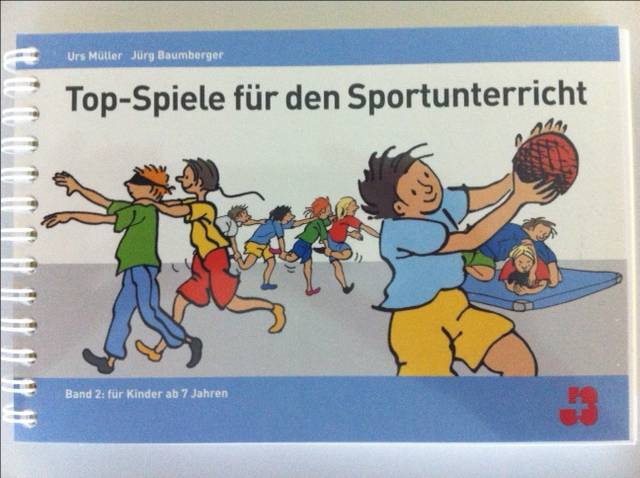 Urs Müller Jürg Baumberger
Top-Spiele für den Sportunterricht
Band 2: für Kinder ab 7 Jahren